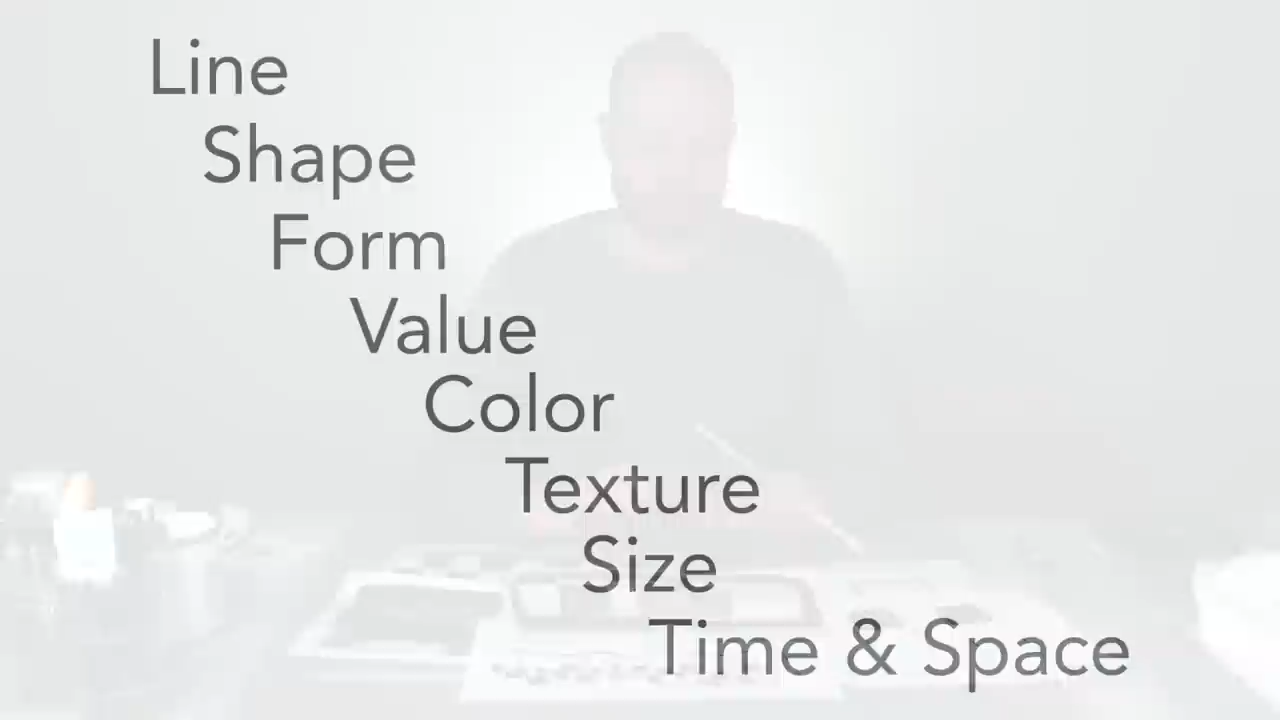 Line
Shape
Form
Value
Color
Texture
Size
Time & Space